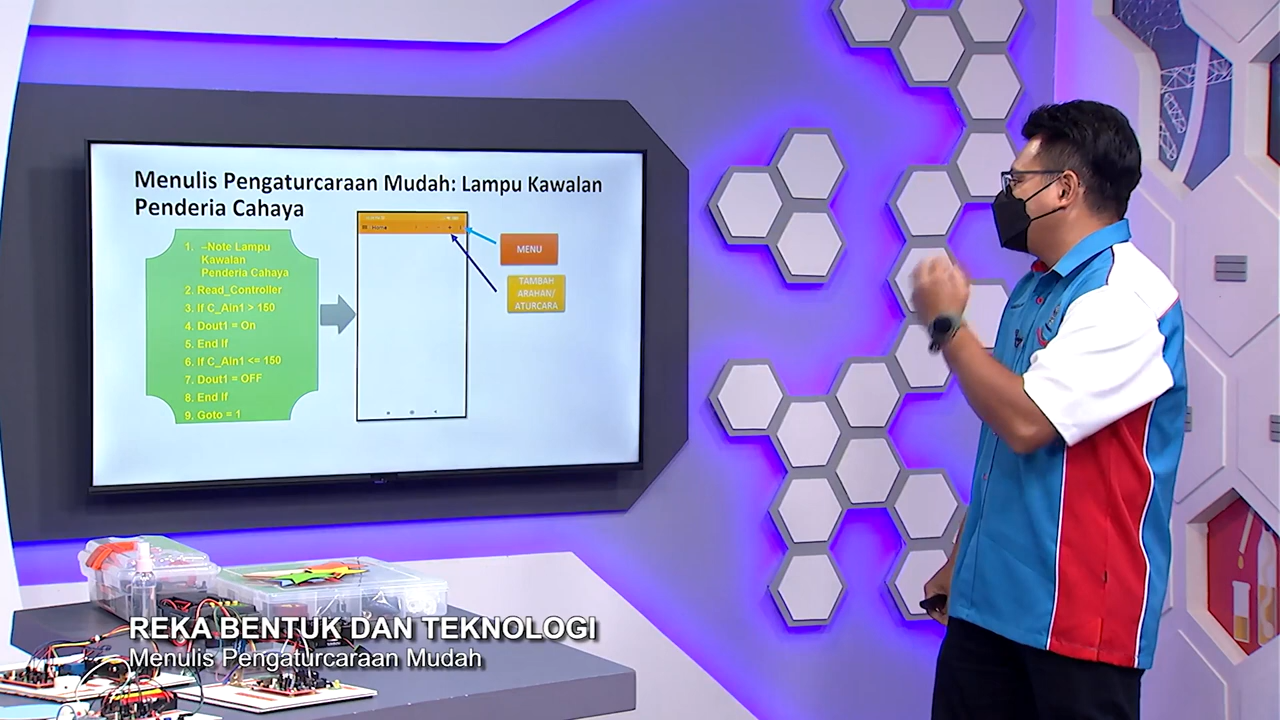 Menulis Pengaturcaraan Mudah: Lampu Kawalan
Penderia Cahaya
1. –Note Lampu
Kawalan
Penderia Cahaya
2. Read_Controller
3. If C_AIn1 > 150
4. Dout1 = On
5. End If
6. If C_AIn1 <= 150
7. Dout1 = OFF
8. End If
9. Goto = 1
Home
MENU
TAMBAH
ARAHAN/
ATURCARA
REKA BENTUK DAN TEKNOLOGI
Menulis Pengaturcaraan Mudah